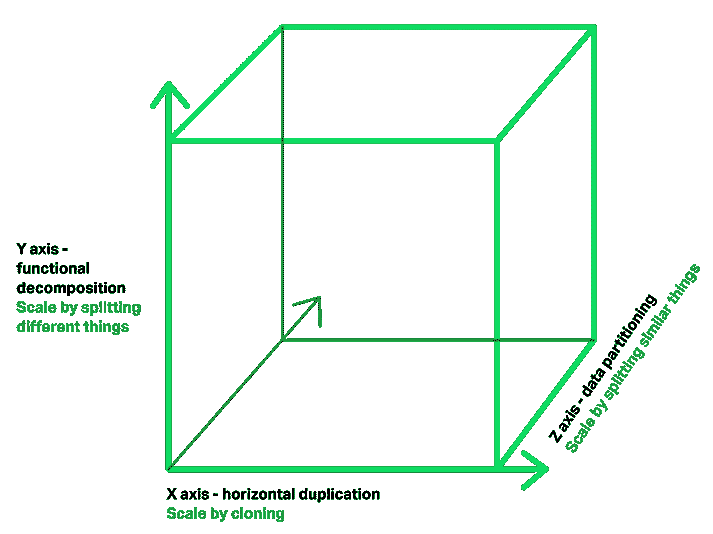 Y axis -
functional
decomposition
Scale by splitting
different things
Z axis - data partitioning
Scale by splitting similar things
X axis - horizontal duplication
Scale by cloning